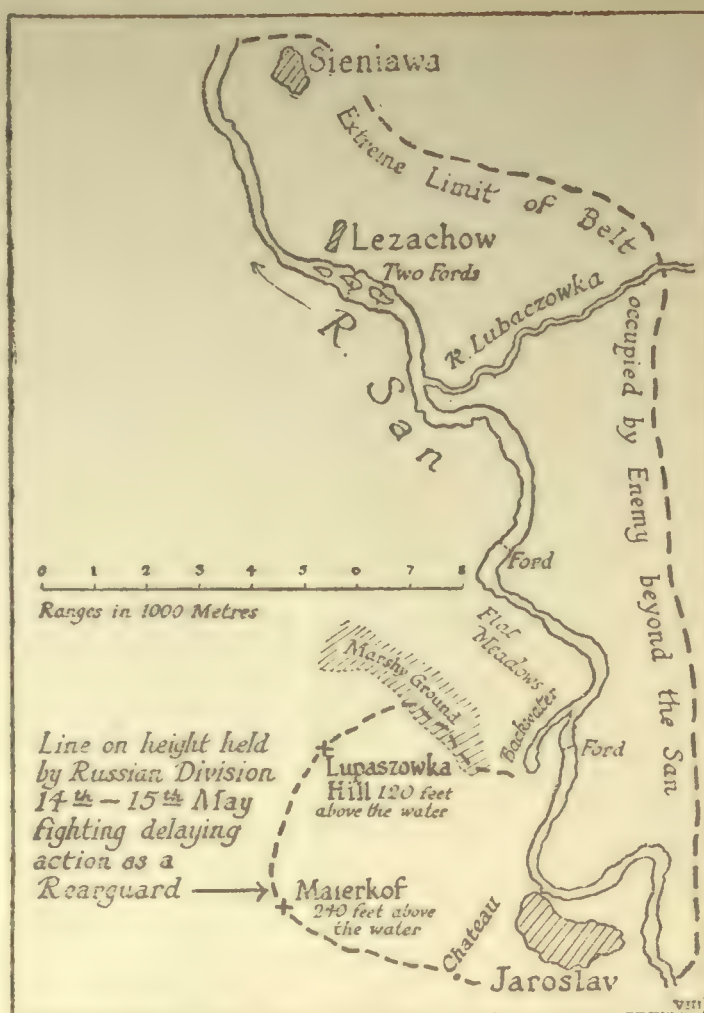 Sieniawa
Extreme Limit of Belt
occupied by Enemy beyond the San
Lezachow
Two Fords
R. Lubaczowka
R. San
0 1 2 3 4 5 6 7 8
Ranges in 1000 Metres
Ford
Flat
Meadows
Marshy Ground
Backwater
Ford
Line on height held
by Russian Division
14th – 15th May
fighting delaying
action as a
Rearguard
Lupaszowka
Hill 120 feet
above the water
Maierkof
240 feet above
the water
Chateau
Jaroslav
VIII